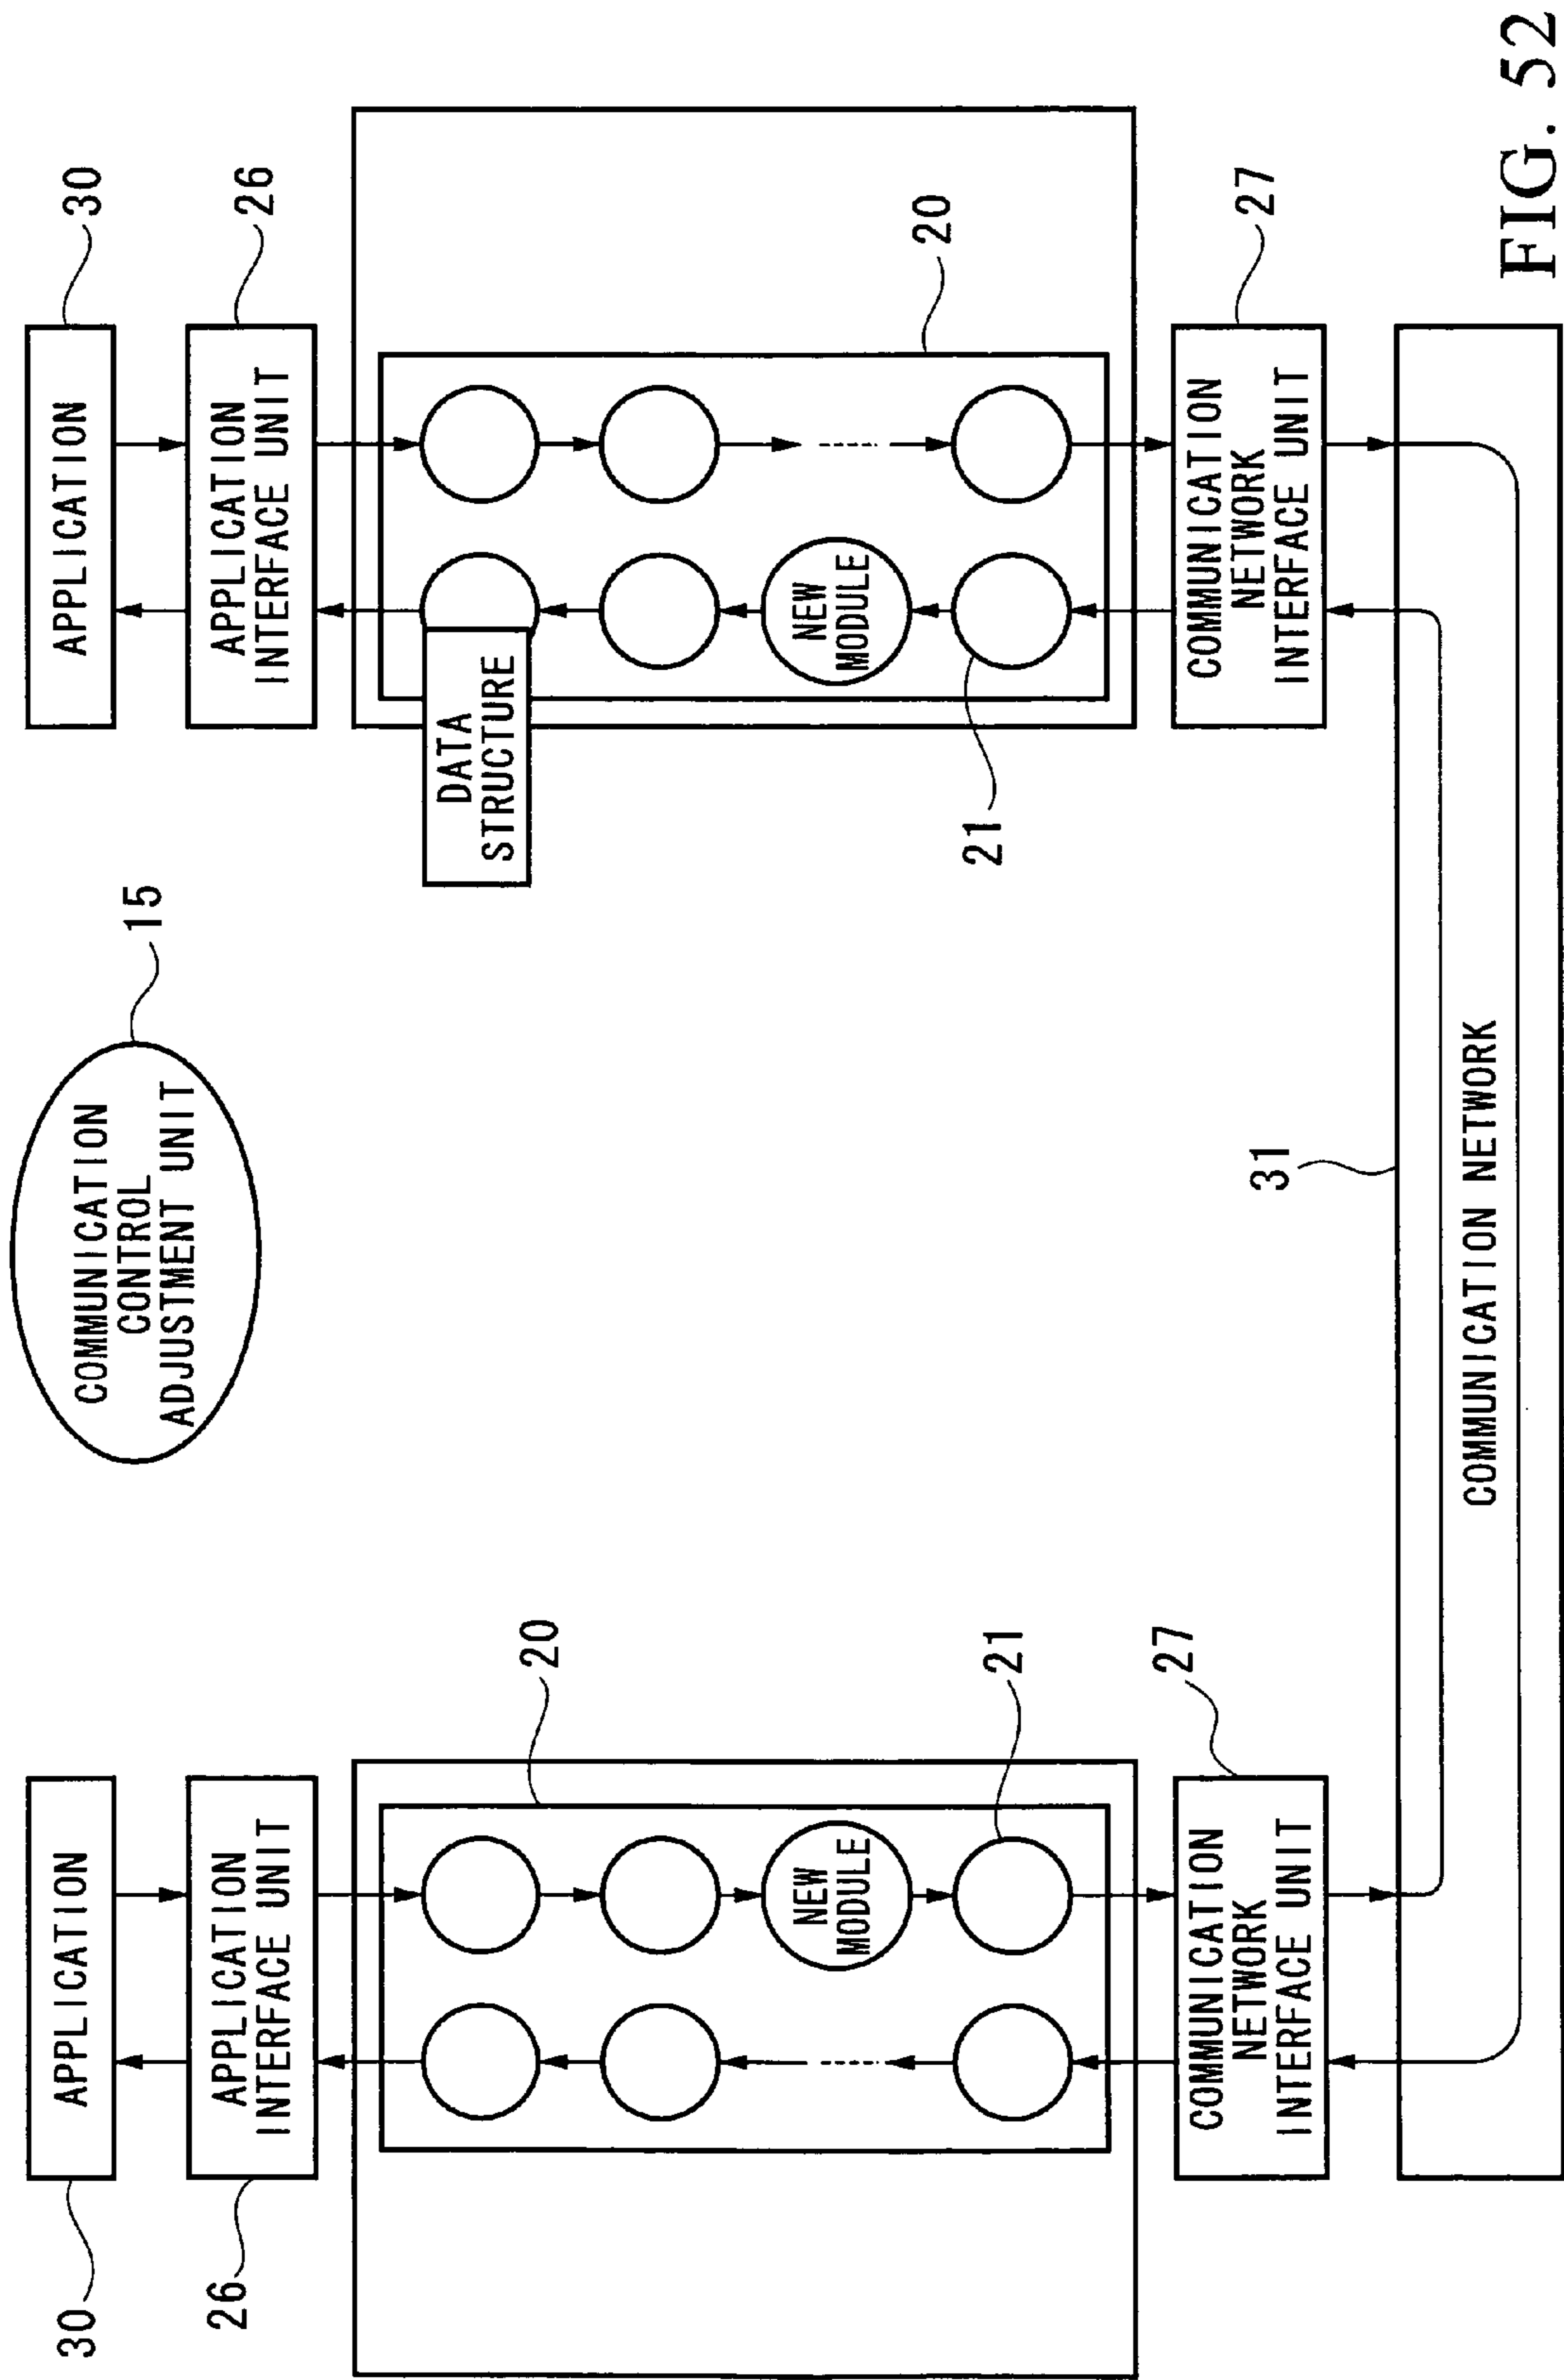 30
APPLICATION
26
APPLICATION
INTERFACE UNIT
20
NEW
MODULE
21
COMMUNICATION
NETWORK
INTERFACE UNIT
27
COMMUNICATION
CONTROL
ADJUSTMENT UNIT
15
31
COMMUNICATION NETWORK
APPLICATION
30
APPLICATION
INTERFACE UNIT
26
DATA
STRUCTURE
20
NEW
MODULE
21
COMMUNICATION
NETWORK
INTERFACE UNIT
27
FIG. 52